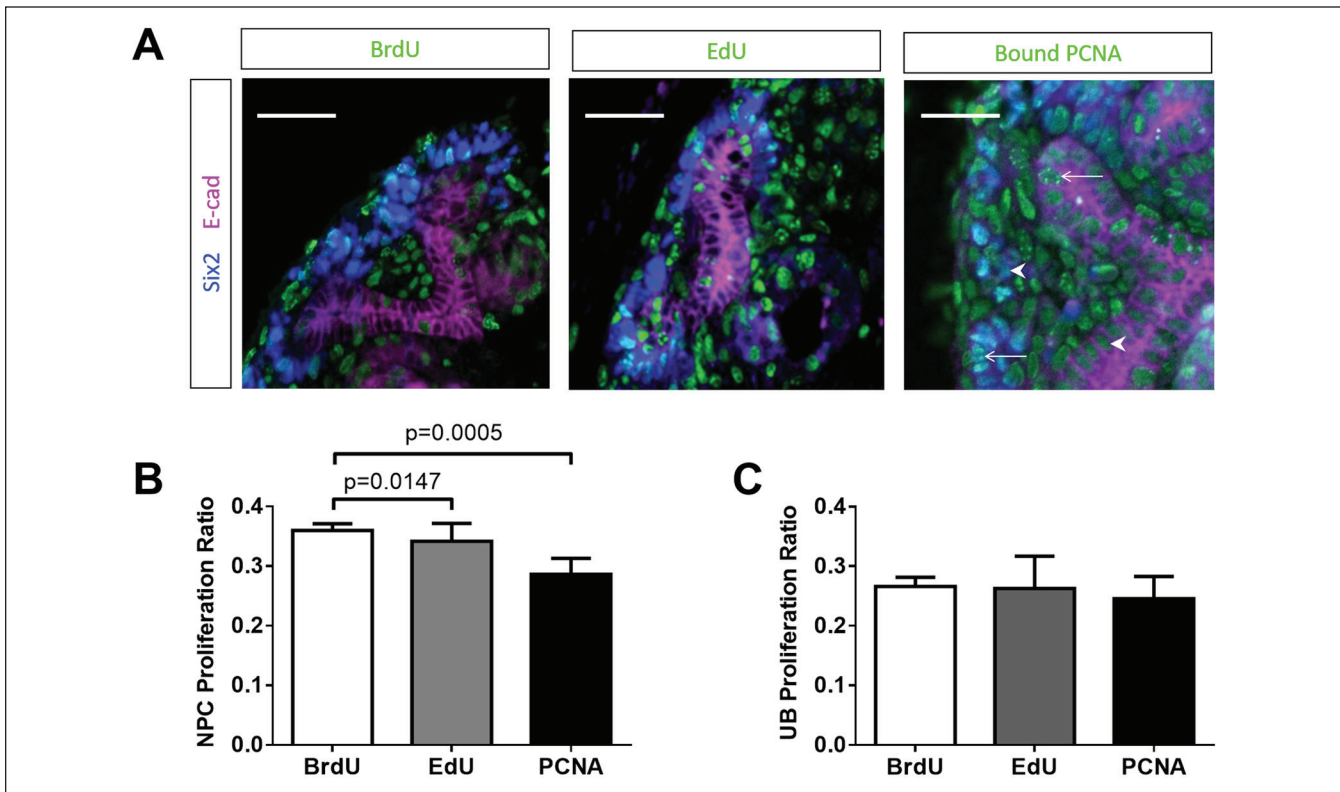 A
BrdU
EdU
Bound PCNA
Six2 E-cad
B
p=0.0005
p=0.0147
NPC Proliferation Ratio
0.4
0.3
0.2
0.1
0.0
BrdU
EdU
PCNA
C
UB Proliferation Ratio
0.4
0.3
0.2
0.1
0.0
BrdU
EdU
PCNA